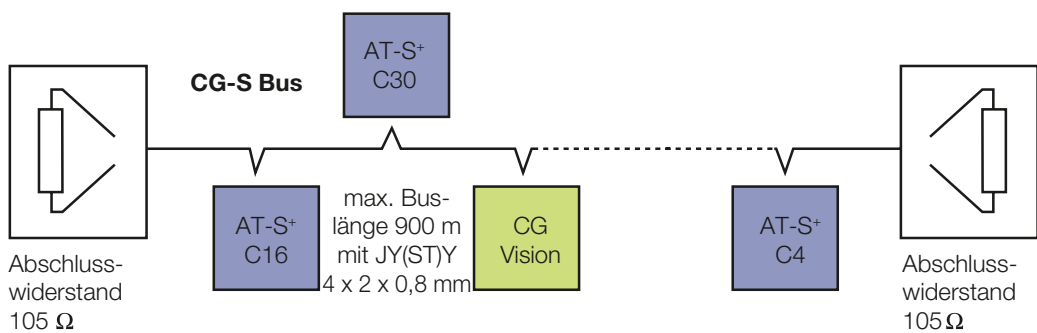 CG-S Bus
AT-S⁺
C30
AT-S⁺
C16
max. Bus-
länge 900 m
mit JY(ST)Y
4 x 2 x 0,8 mm
CG
Vision
AT-S⁺
C4
Abschluss-
widerstand
105 Ω
Abschluss-
widerstand
105 Ω